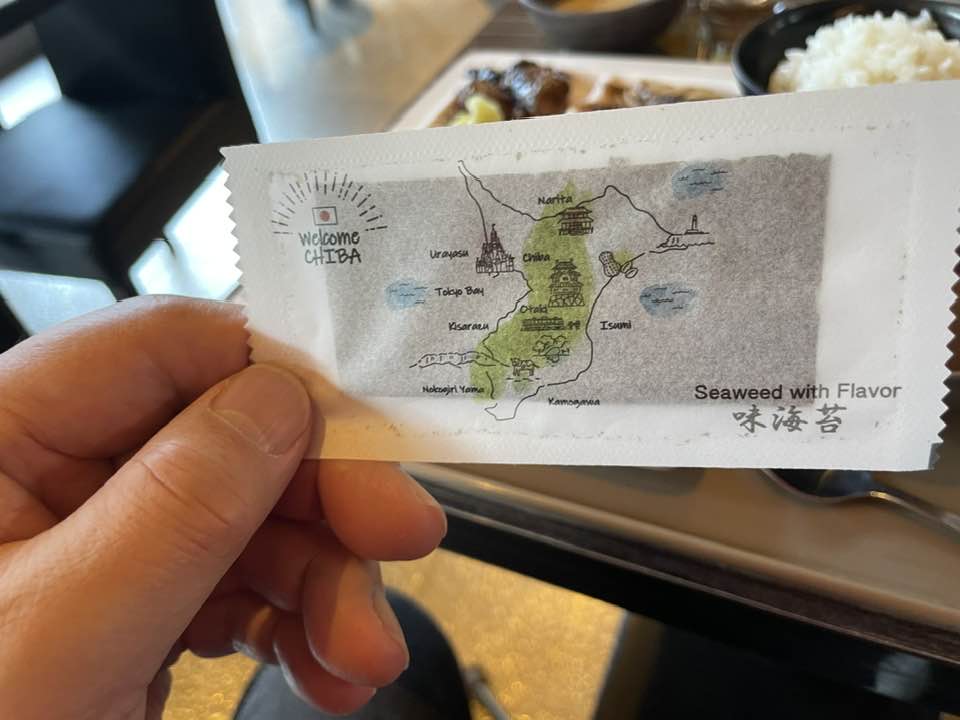 welcome
CHIBA
Narita
Urayasu
Chiba
Tokyo Bay
Otaki
Kisarazu
Isumi
Nokogiri Yama
Kamogawa
Seaweed with Flavor
味海苔